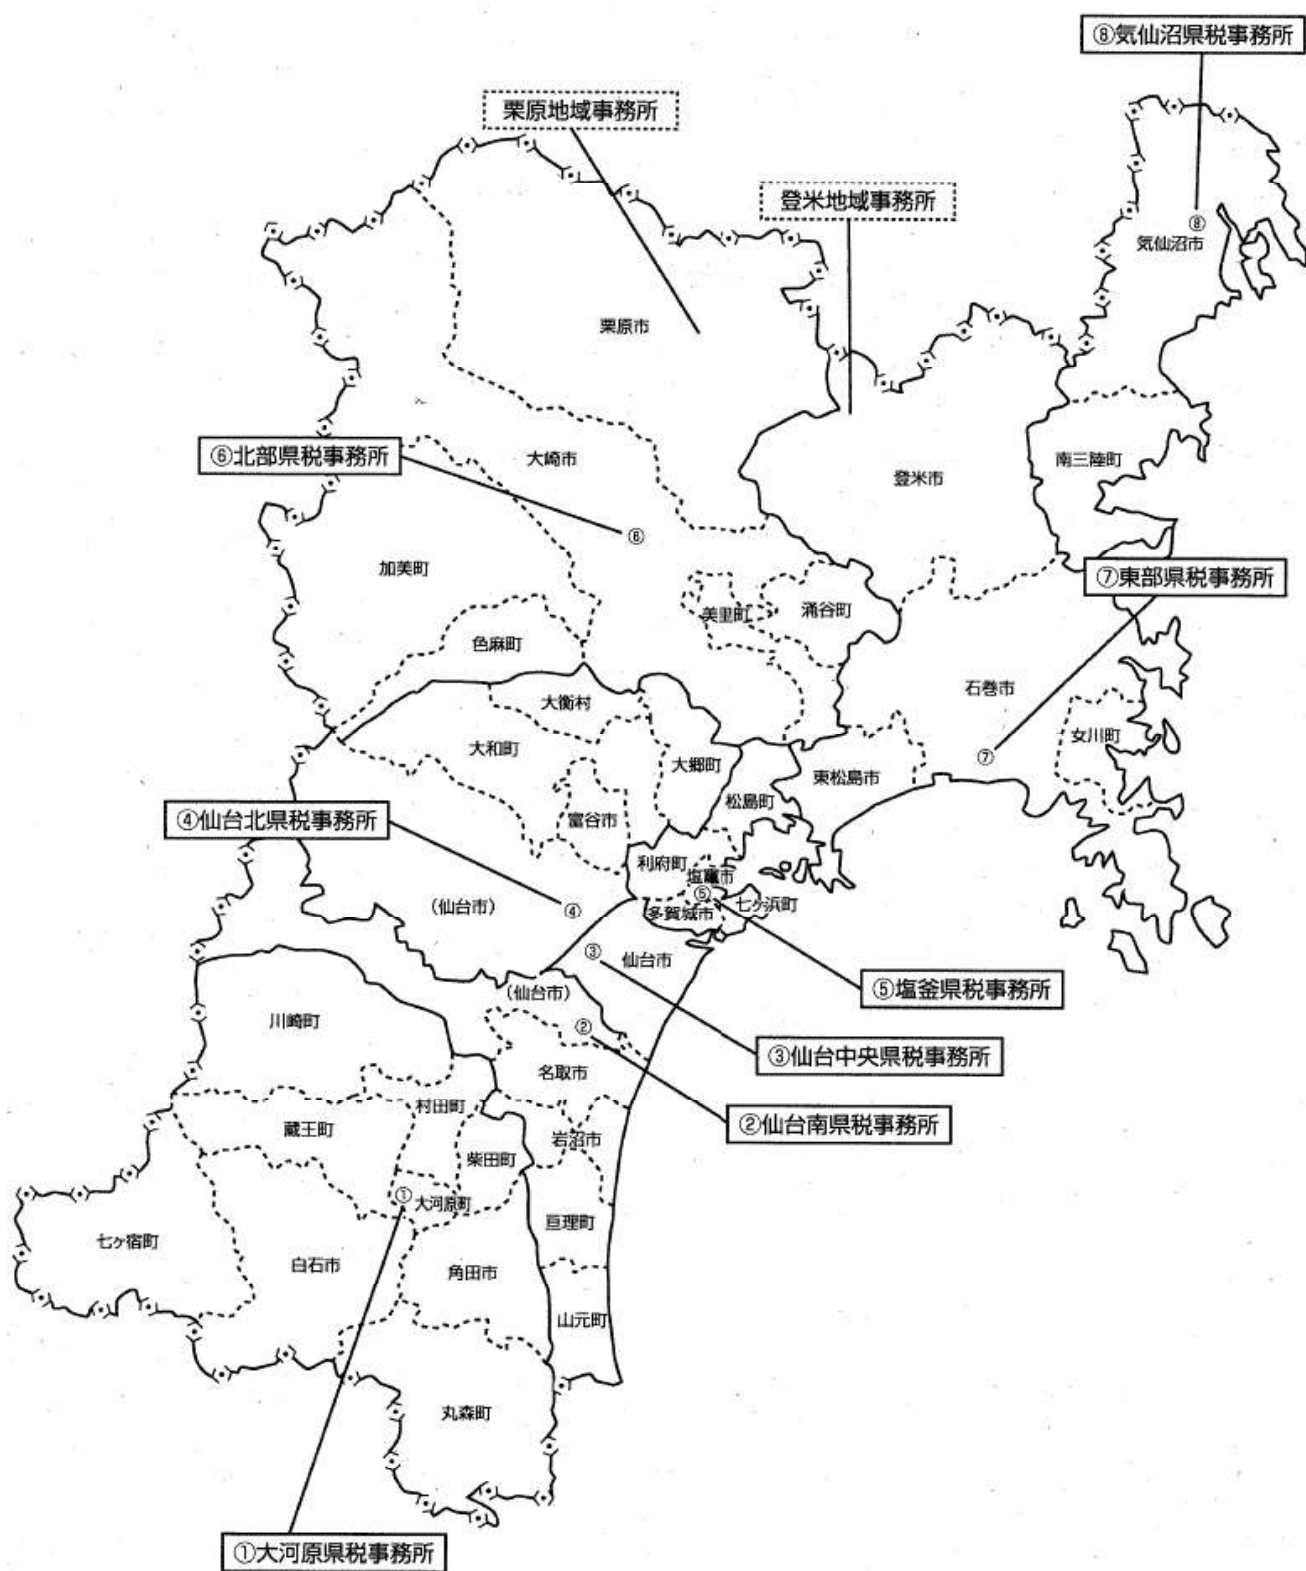 ⑧気仙沼県税事務所
栗原地域事務所
登米地域事務所
⑧
気仙沼市
栗原市
⑥北部県税事務所
大崎市
南三陸町
登米市
⑥
加美町
⑦東部県税事務所
美里町
涌谷町
色麻町
石巻市
大衡村
女川町
大和町
大郷町
⑦
東松島市
松島町
④仙台北県税事務所
富谷市
利府町
塩竈市
⑤
七ヶ浜町
(仙台市)
④
多賀城市
③
仙台市
⑤塩釜県税事務所
(仙台市)
川崎町
②
③仙台中央県税事務所
名取市
村田町
②仙台南県税事務所
蔵王町
岩沼市
柴田町
①
大河原町
亘理町
七ヶ宿町
白石市
角田市
山元町
丸森町
①大河原県税事務所